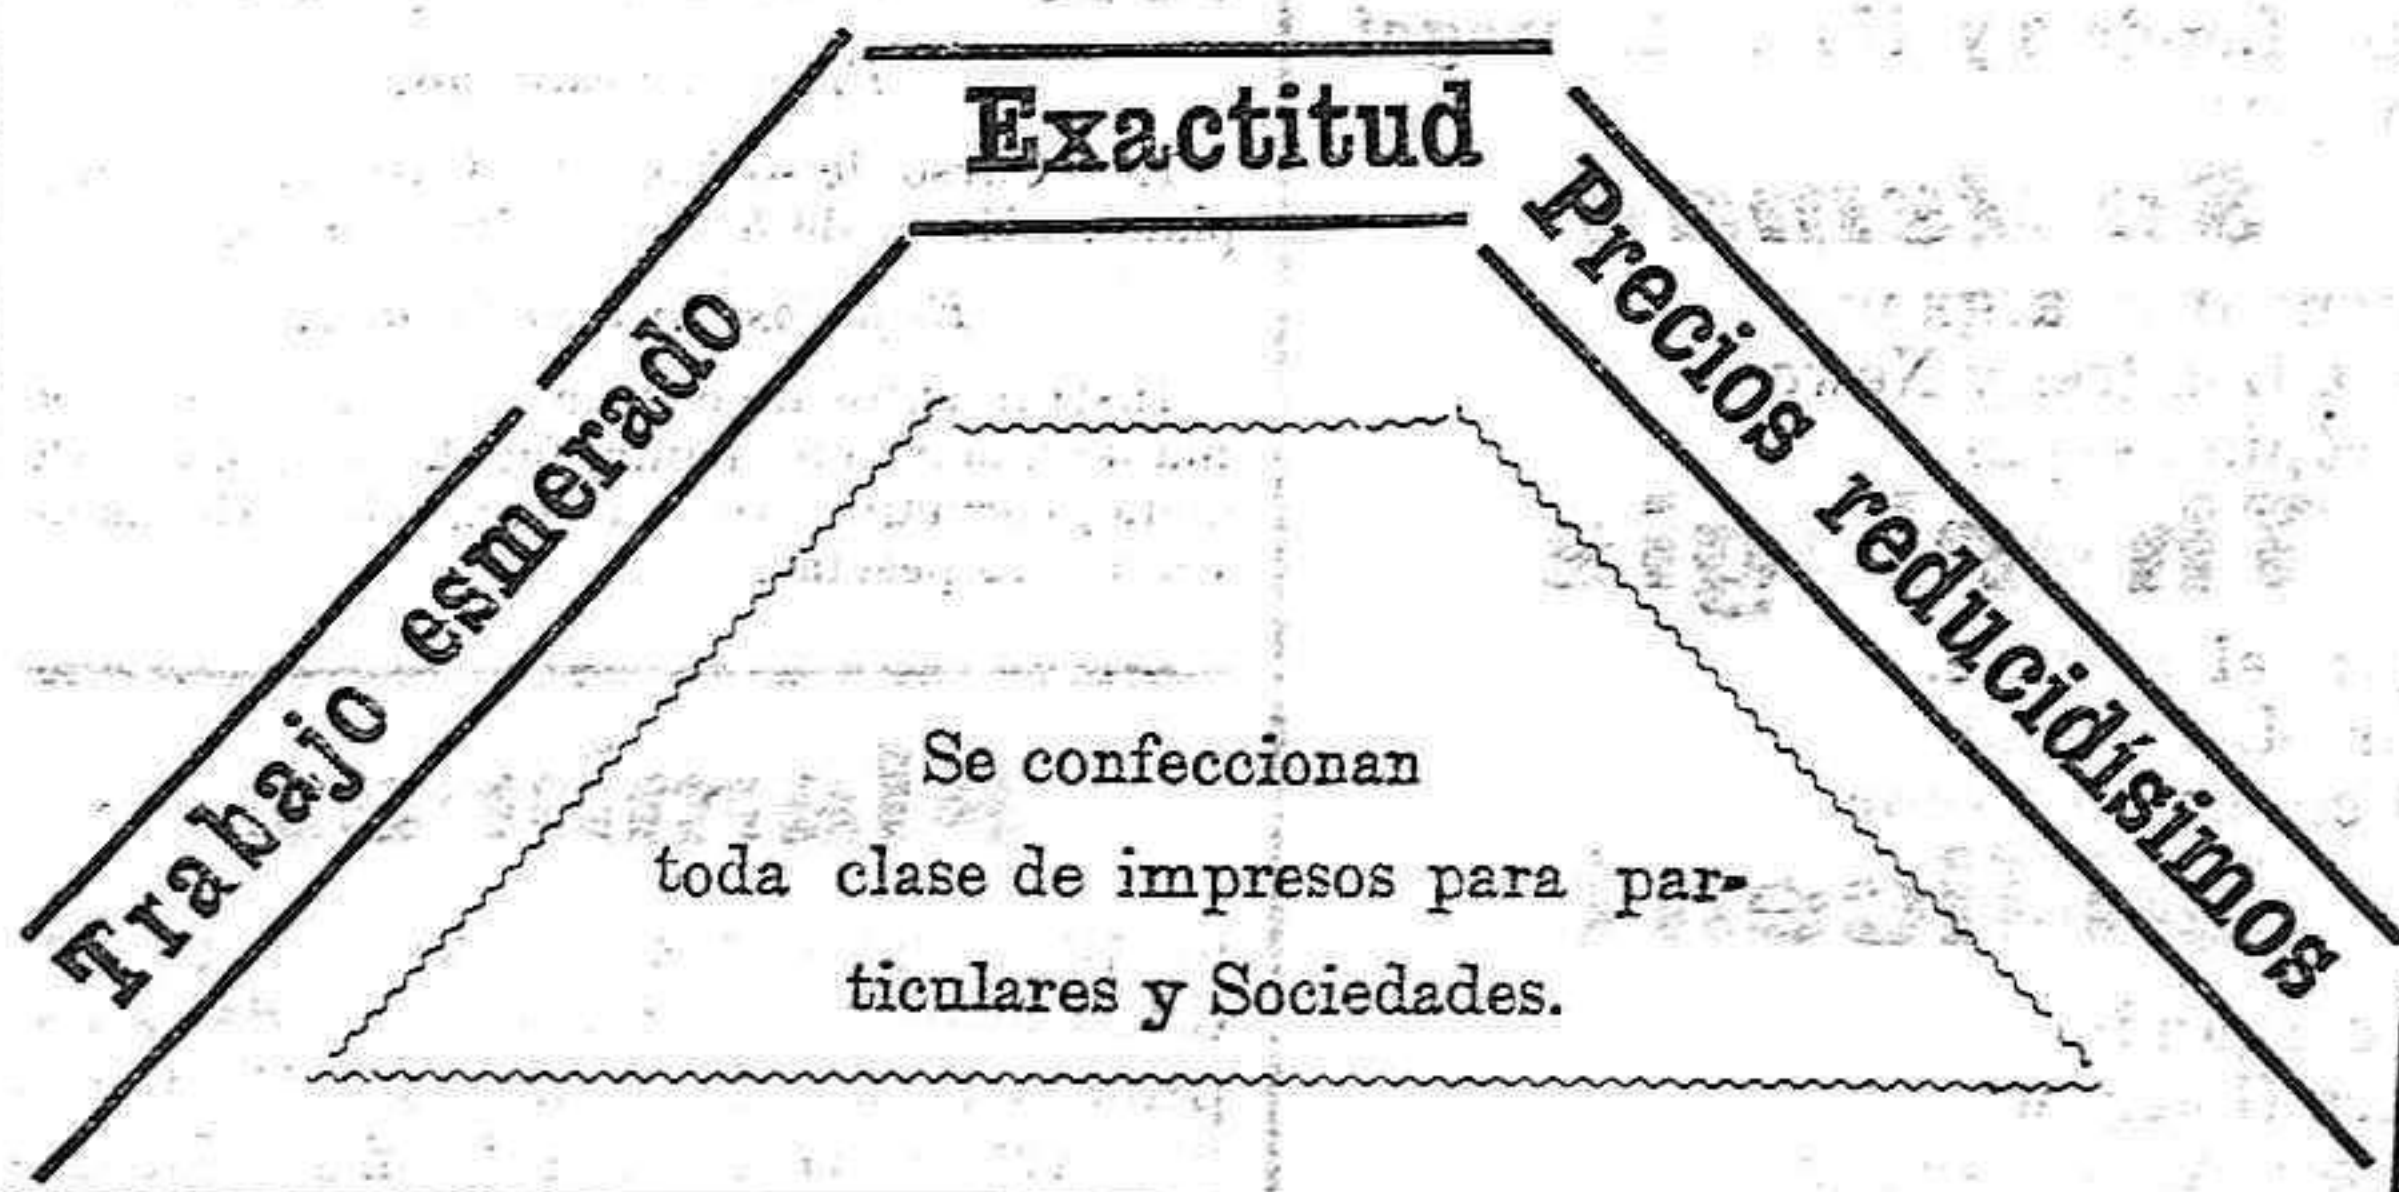 Trabajo esmerado
Exactitud
Precios reducidísimos
Se confeccionan
toda clase de impresos para par-
ticulares y Sociedades.